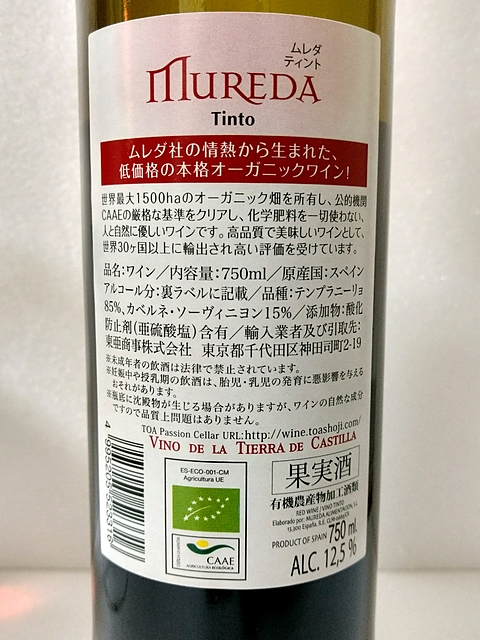 ムレダ
ティント
MUREDA
Tinto
ムレダ社の情熱から生まれた、
低価格の本格オーガニックワイン!
世界最大1500haのオーガニック畑を所有し、公的機関
CAAEの厳格な基準をクリアし、化学肥料を一切使わない、
人と自然に優しいワインです。高品質で美味しいワインとして、
世界30ヶ国以上に輸出され高い評価を受けています。
品名:ワイン/内容量:750ml/原産国:スペイン
アルコール分:裏ラベルに記載/品種:テンプラニーリョ
85%、カベルネ・ソーヴィニヨン15%/添加物:酸化
防止剤(亜硫酸塩)含有/輸入業者及び引取先:
東亜商事株式会社 東京都千代田区神田司町2-19
※未成年者の飲酒は法律で禁止されています。
※妊娠中や授乳期の飲酒は、胎児・乳児の発育に悪影響を与える
おそれがあります。
※瓶底に沈殿物が生じる場合がありますが、ワインの自然な成分
ですので品質上問題はありません。
TOA Passion Cellar URL:http://wine.toashoji.com/
VINO DE LA TIERRA DE CASTILLA
ES-ECO-001-CM
Agricultura UE
CAAE
AGRICULTURA ECOLÓGICA
果実酒
有機農産物加工酒類
RED WINE / VINO TINTO
Elaborado por: MUREDA ALIMENTACION, S.L.
13.300 España.
PRODUCT OF SPAIN 750 ml
ALC. 12,5 %